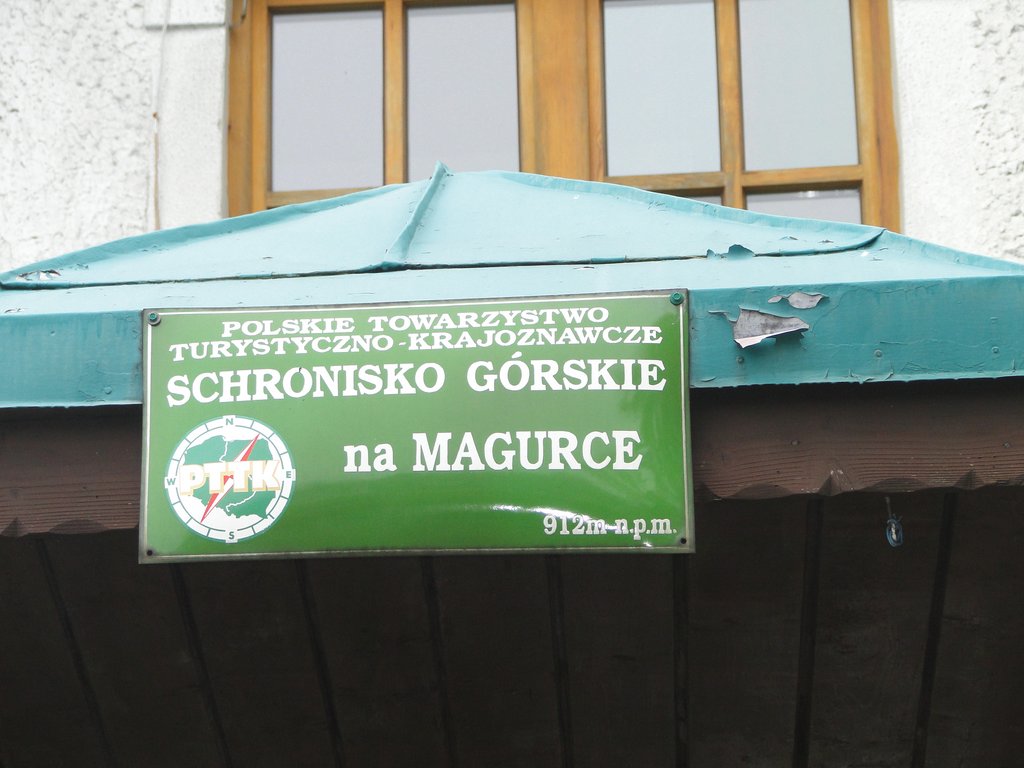 POLSKIE TOWARZYSTWO
TURYSTYCZNO-KRAJOZNAWCZE
SCHRONISKO GÓRSKIE
na MAGURCE
N
W PTTK E
S
912m n.p.m.